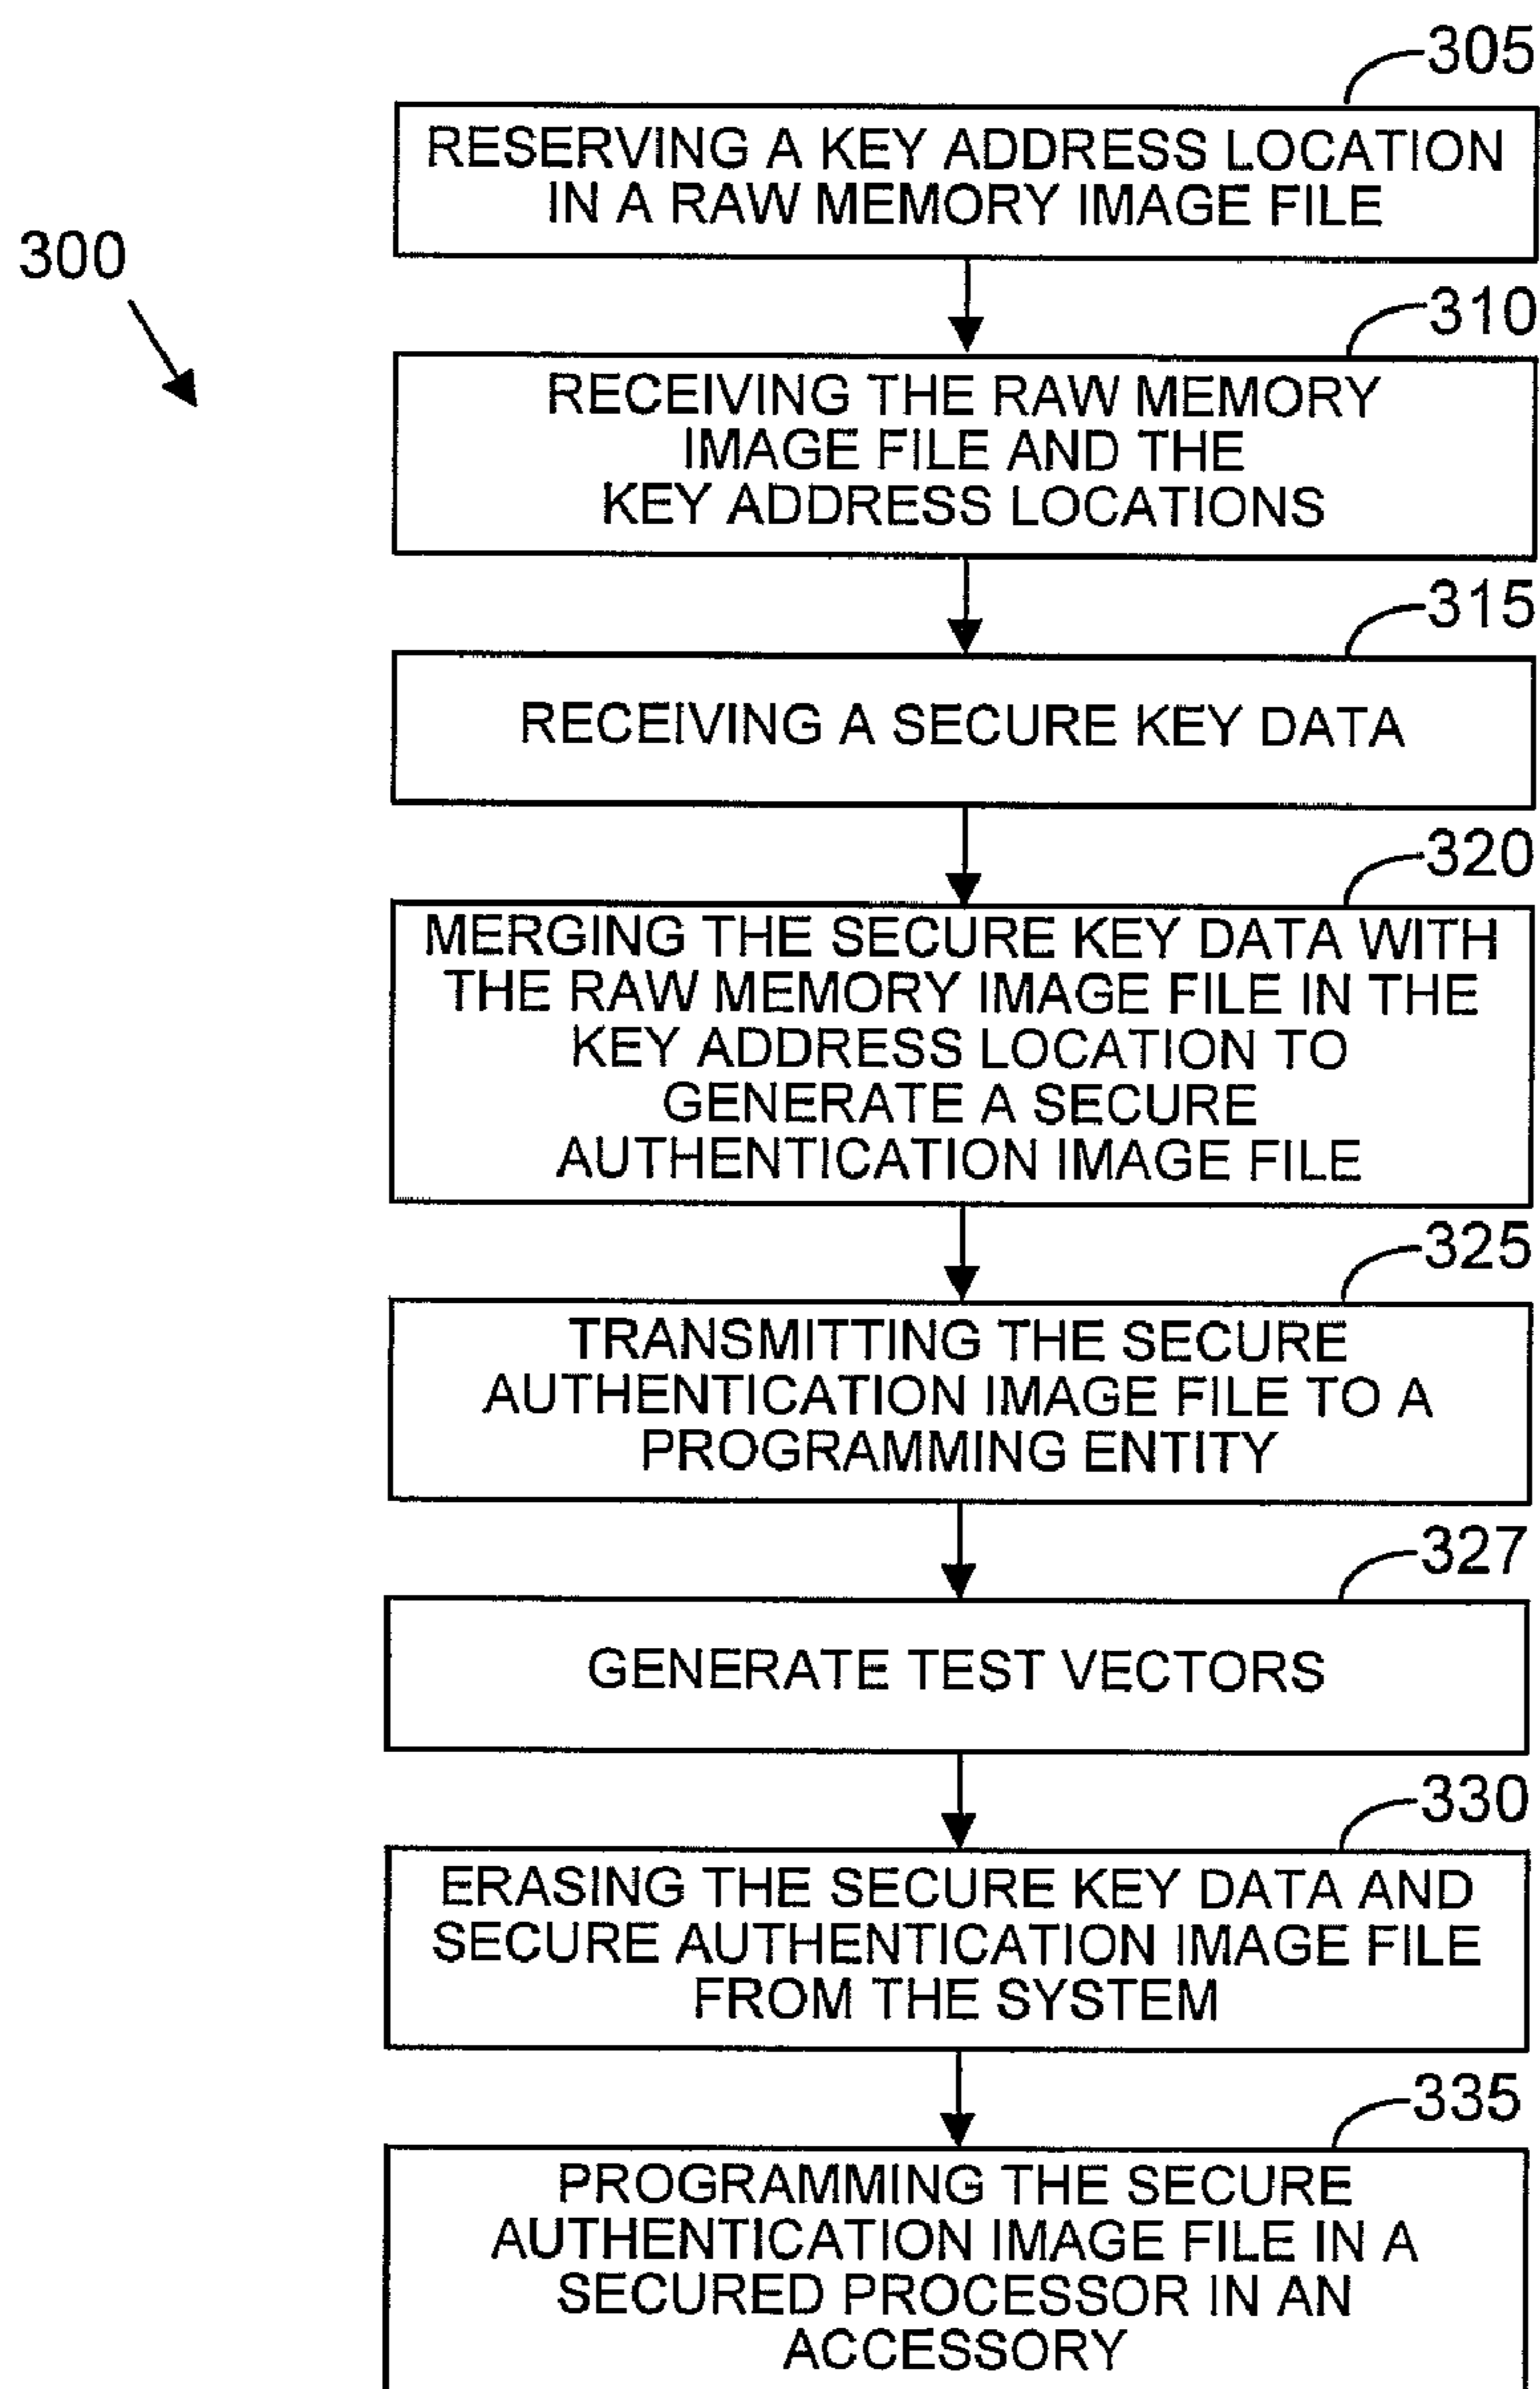 305
RESERVING A KEY ADDRESS LOCATION
IN A RAW MEMORY IMAGE FILE
300
310
RECEIVING THE RAW MEMORY
IMAGE FILE AND THE
KEY ADDRESS LOCATIONS
315
RECEIVING A SECURE KEY DATA
320
MERGING THE SECURE KEY DATA WITH
THE RAW MEMORY IMAGE FILE IN THE
KEY ADDRESS LOCATION TO
GENERATE A SECURE
AUTHENTICATION IMAGE FILE
325
TRANSMITTING THE SECURE
AUTHENTICATION IMAGE FILE TO A
PROGRAMMING ENTITY
327
GENERATE TEST VECTORS
330
ERASING THE SECURE KEY DATA AND
SECURE AUTHENTICATION IMAGE FILE
FROM THE SYSTEM
335
PROGRAMMING THE SECURE
AUTHENTICATION IMAGE FILE IN A
SECURED PROCESSOR IN AN
ACCESSORY